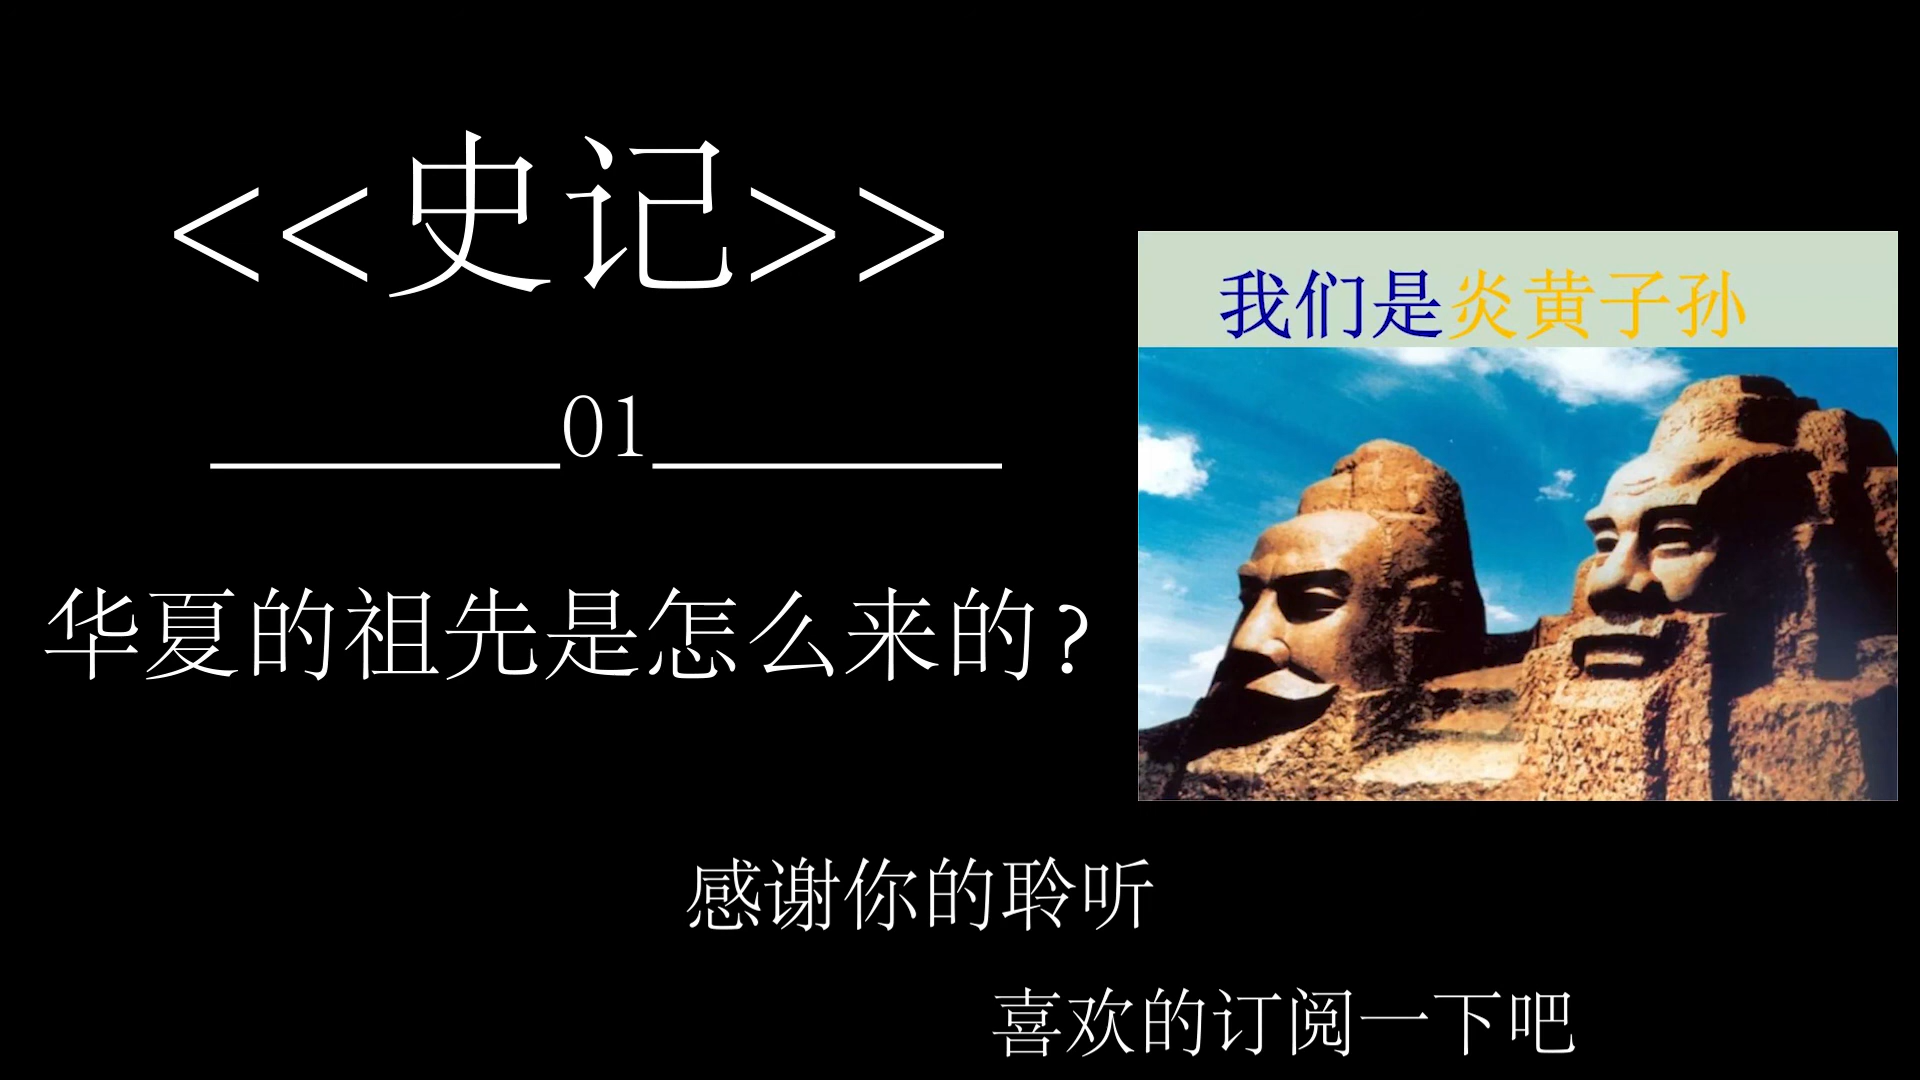 <<史记>>
01
华夏的祖先是怎么来的?
我们是炎黄子孙
感谢你的聆听
喜欢的订阅一下吧